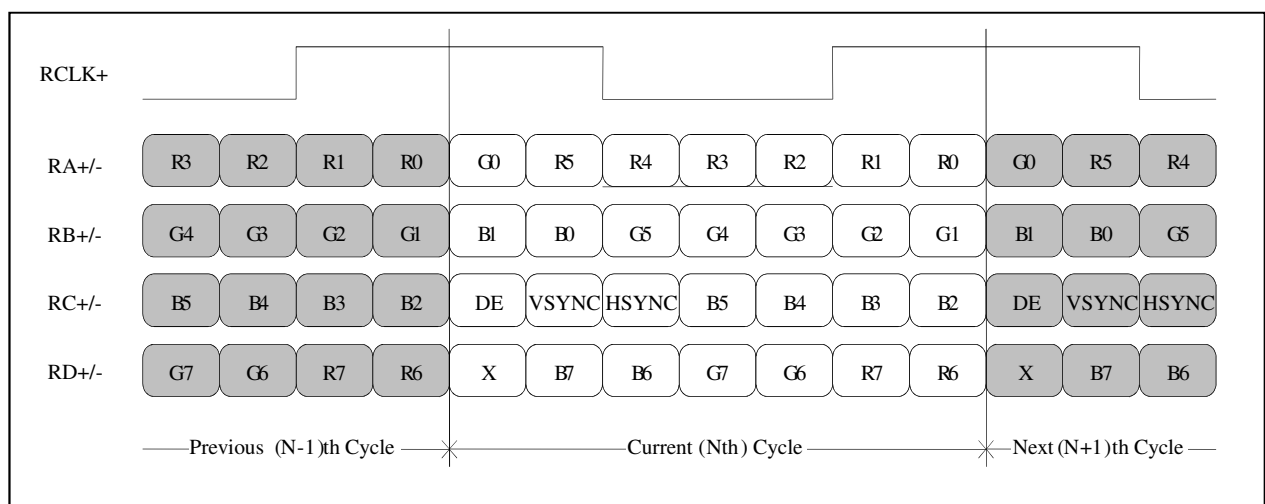 RCLK+
RA+/- R3 R2 R1 R0 G0 R5 R4 R3 R2 R1 R0 G0 R5 R4
RB+/- G4 G3 G2 G1 B1 B0 G5 G4 G3 G2 G1 B1 B0 G5
RC+/- B5 B4 B3 B2 DE VSYNC HSYNC B5 B4 B3 B2 DE VSYNC HSYNC
RD+/- G7 G6 R7 R6 X B7 B6 G7 G6 R7 R6 X B7 B6
Previous (N-1)th Cycle Current (Nth) Cycle Next (N+1)th Cycle